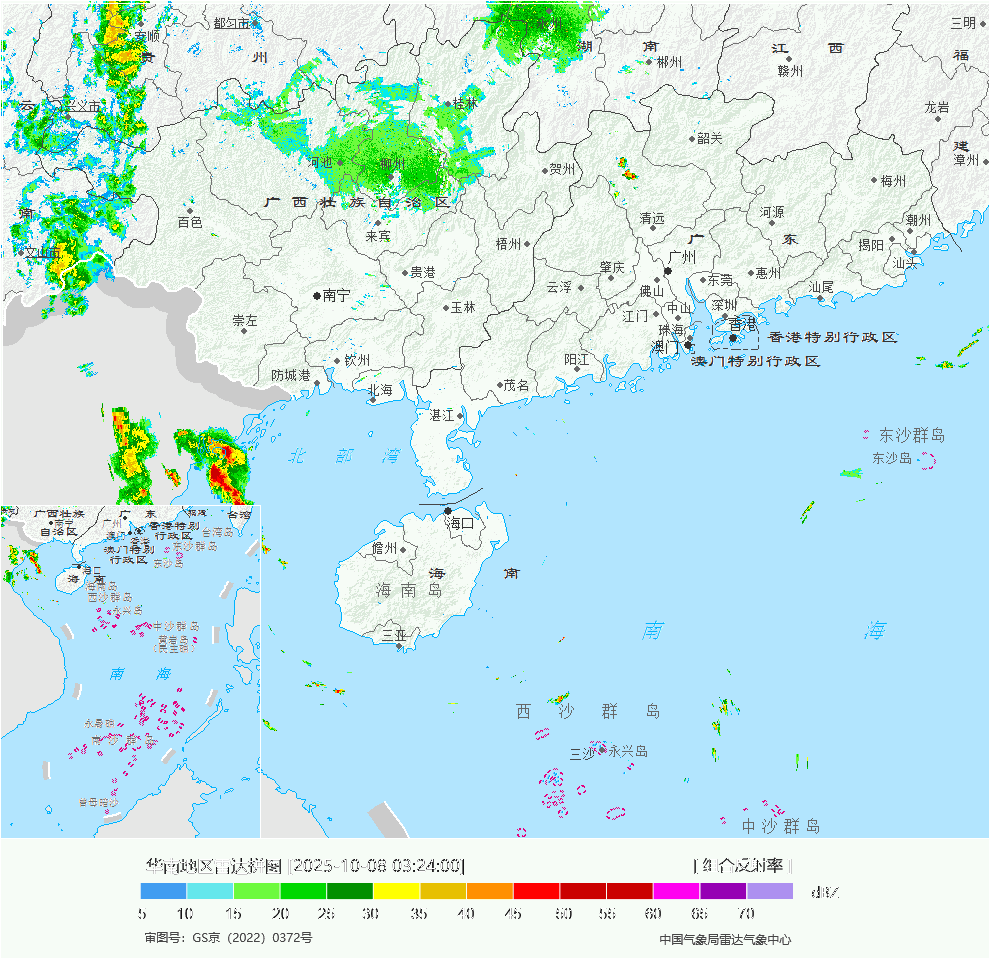 永州
三明
都匀市
安顺
湖 南
江 西
贵 州
郴州
赣州
福
云
兴义市
桂林
龙岩
韶关
建
河池
柳州
贺州
漳州
梅州
广 西 壮 族 自 治 区
南
百色
清远
河源
潮州
来宾
梧州
广 东
揭阳
文山市
广州
汕头
贵港
肇庆
惠州
东莞
南宁
云浮
佛山
汕尾
玉林
深圳
江门
中山
崇左
珠海
香港
香港特别行政区
澳门
澳门特别行政区
钦州
阳江
防城港
北海
茂名
湛江
东沙群岛
北 部 湾
东沙岛
广西壮族
自治区
南宁
广 东
广州
香港特别
行政区
台湾
海口
澳门
香港
台湾岛
东沙群岛
澳门特别
行政区
东沙岛
儋州
海 南
海口
海 南
海南岛
海 南 岛
西沙群岛
永兴岛
中沙群岛
黄岩岛
南 海
三亚
南 海
西 沙 群 岛
永暑礁
南 沙 群 岛
三沙
永兴岛
曾母暗沙
中沙群岛
华南地区雷达拼图 [2025-10-08 03:24:00]
[组合反射率]
dBZ
5 10 15 20 25 30 35 40 45 50 55 60 65 70
审图号：GS京（2022）0372号
中国气象局雷达气象中心